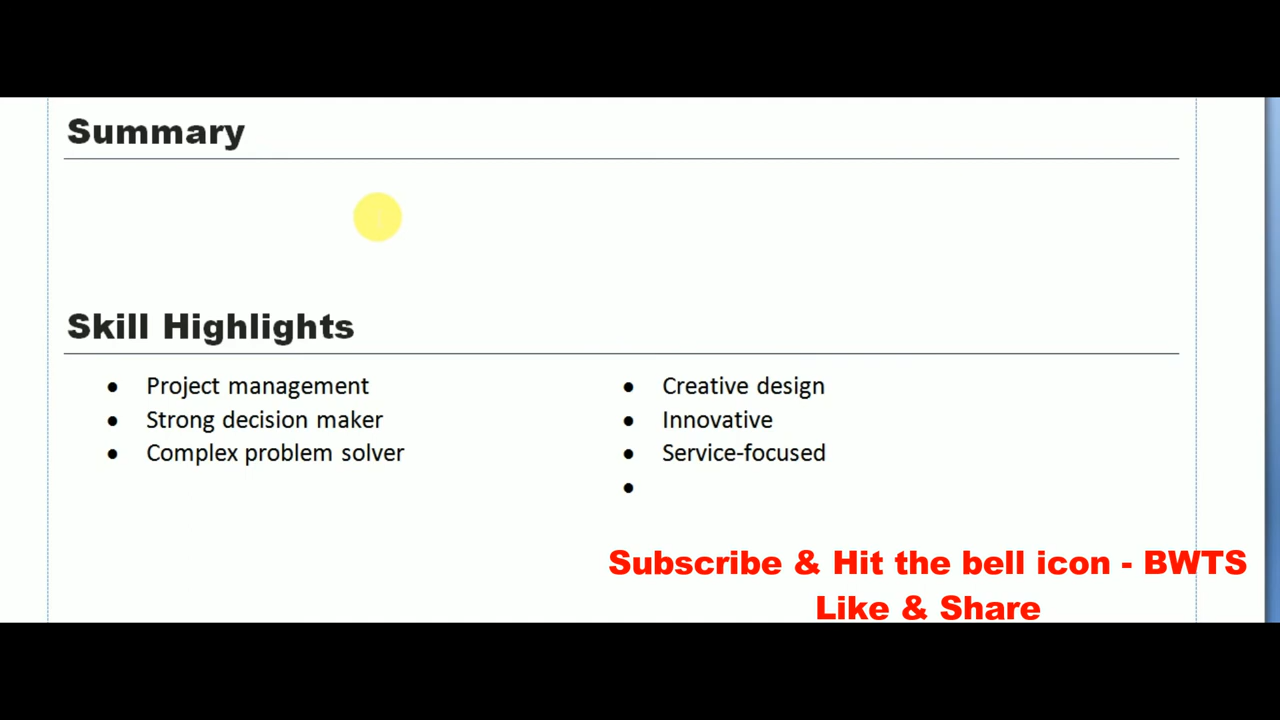 Summary
Skill Highlights
• Project management
• Strong decision maker
• Complex problem solver
• Creative design
• Innovative
• Service-focused
•
Subscribe & Hit the bell icon - BWTS
Like & Share